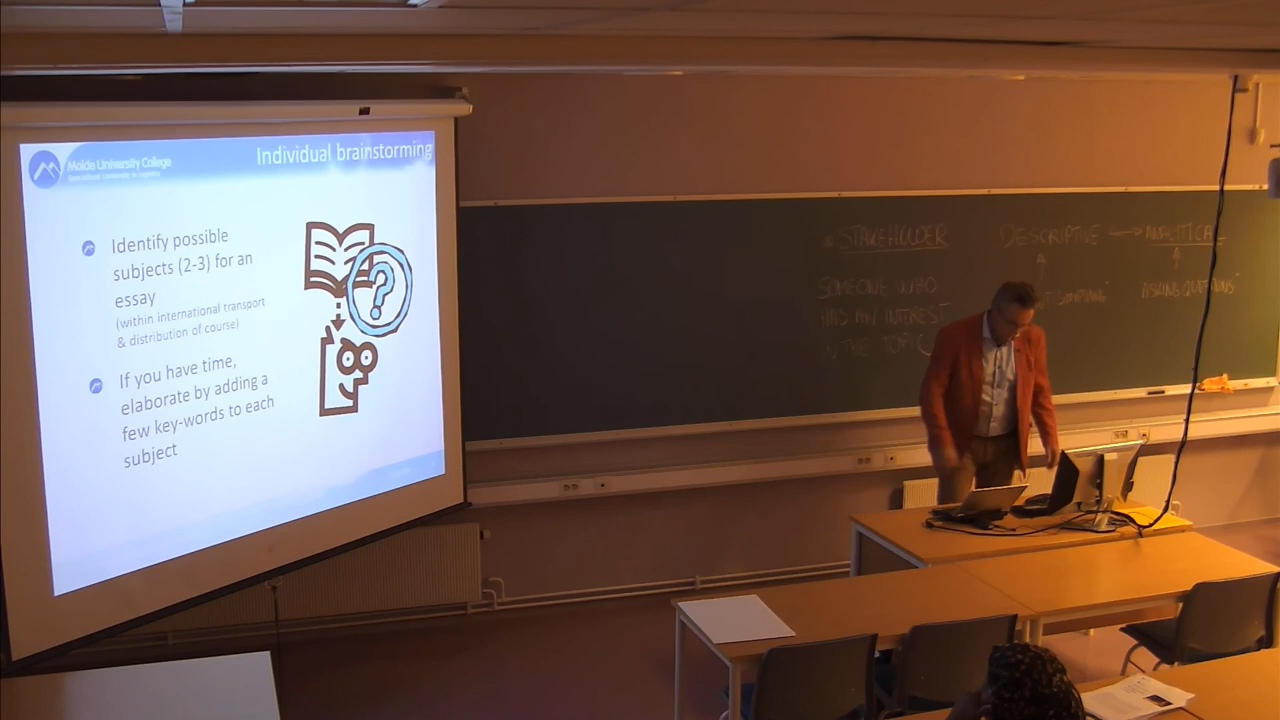 Molde University College
Specialized University in Logistics
Individual brainstorming
Identify possible
subjects (2-3) for an
essay
(within international transport
& distribution of course)
If you have time,
elaborate by adding a
few key-words to each
subject
STAKEHOLDER
SOMEONE WHO
HAS AN INTEREST
IN THE TOPIC
DESCRIPTIVE → ANALYTICAL
ASKING QUESTIONS"